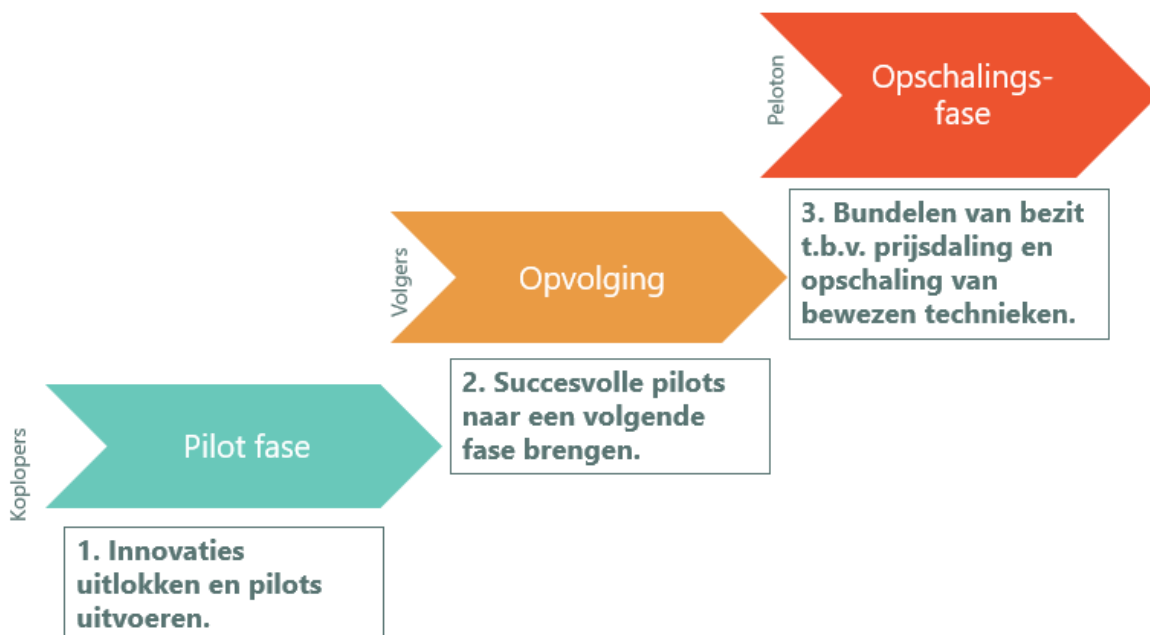 Koplopers
Pilot fase
1. Innovaties
uitlokken en pilots
uitvoeren.
Volgers
Opvolging
2. Succesvolle pilots
naar een volgende
fase brengen.
Peloton
Opschalings-
fase
3. Bundelen van bezit
t.b.v. prijsdaling en
opschaling van
bewezen technieken.